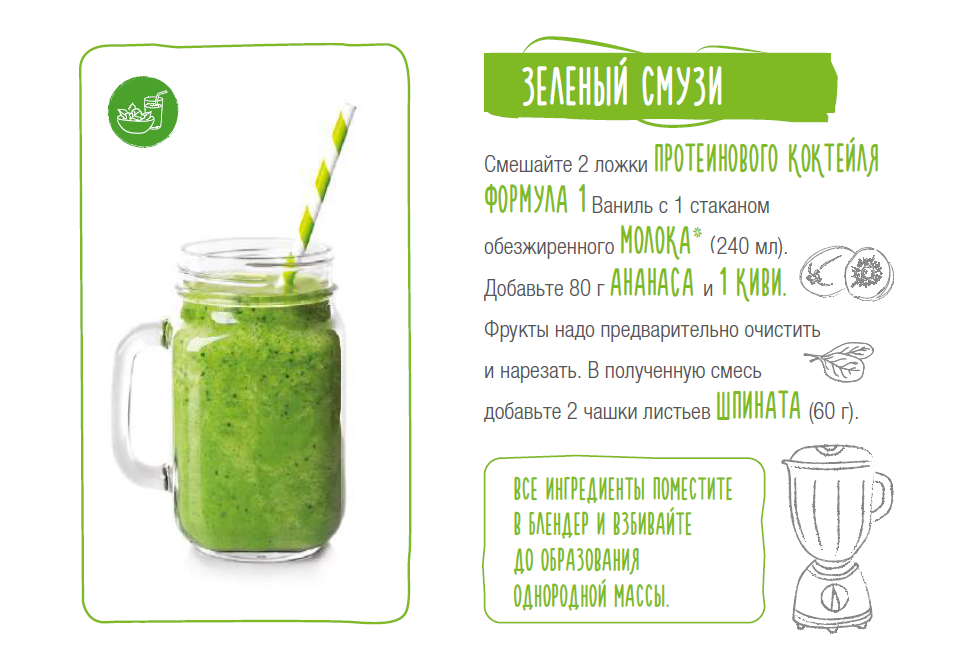 ЗЕЛЕНЫЙ СМУЗИ
Смешайте 2 ложки ПРОТЕИНОВОГО КОКТЕЙЛЯ
ФОРМУЛА 1 Ваниль с 1 стаканом
обезжиренного МОЛОКА* (240 мл).
Добавьте 80 г АНАНАСА и 1 КИВИ.
Фрукты надо предварительно очистить
и нарезать. В полученную смесь
добавьте 2 чашки листьев ШПИНАТА (60 г).
ВСЕ ИНГРЕДИЕНТЫ ПОМЕСТИТЕ
В БЛЕНДЕР И ВЗБИВАЙТЕ
ДО ОБРАЗОВАНИЯ
ОДНОРОДНОЙ МАССЫ.